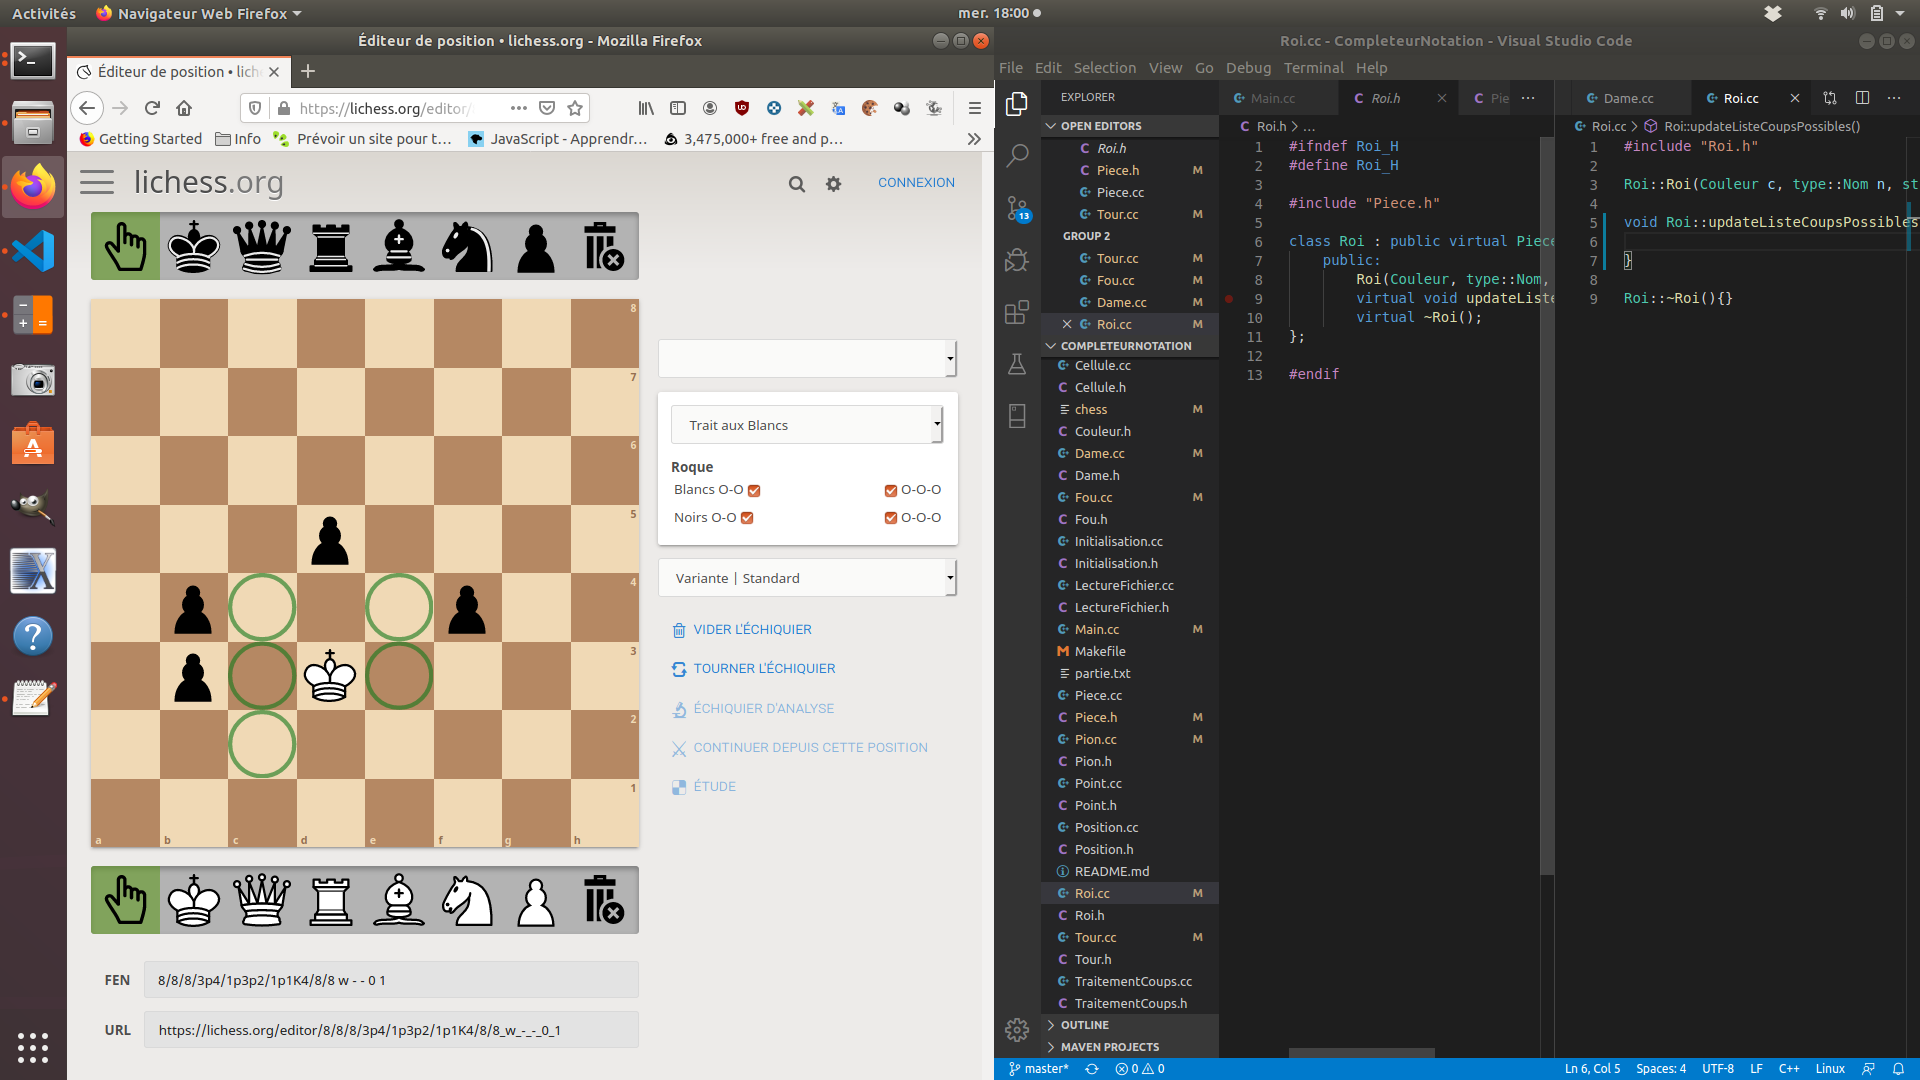 Activités
Navigateur Web Firefox
mer. 18:00
Éditeur de position • lichess.org - Mozilla Firefox
Éditeur de position • lich
https://lichess.org/editor/
Getting Started
Info
Prévoir un site pour t…
JavaScript - Apprendr…
3,475,000+ free and p…
lichess.org
CONNEXION
8
7
6
5
4
3
2
1
a b c d e f g h
Trait aux Blancs
Roque
Blancs O-O
O-O-O
Noirs O-O
O-O-O
Variante | Standard
VIDER L'ÉCHIQUIER
TOURNER L'ÉCHIQUIER
ÉCHIQUIER D'ANALYSE
CONTINUER DEPUIS CETTE POSITION
ÉTUDE
FEN
8/8/8/3p4/1p3p2/1p1K4/8/8 w - - 0 1
URL
https://lichess.org/editor/8/8/8/3p4/1p3p2/1p1K4/8/8_w_-_-_0_1
Roi.cc - CompleteurNotation - Visual Studio Code
File Edit Selection View Go Debug Terminal Help
13
EXPLORER
OPEN EDITORS
Roi.h
Piece.h M
Piece.cc
Tour.cc M
GROUP 2
Tour.cc M
Fou.cc M
Dame.cc M
Roi.cc M
COMPLETEURNOTATION
Cellule.cc
Cellule.h
chess M
Couleur.h
Dame.cc M
Dame.h
Fou.cc M
Fou.h
Initialisation.cc
Initialisation.h
LectureFichier.cc
LectureFichier.h
Main.cc M
Makefile
partie.txt
Piece.cc
Piece.h M
Pion.cc M
Pion.h
Point.cc
Point.h
Position.cc
Position.h
README.md
Roi.cc M
Roi.h
Tour.cc M
Tour.h
TraitementCoups.cc
TraitementCoups.h
OUTLINE
MAVEN PROJECTS
Main.cc
Roi.h
Pie
Roi.h > ...
1 #ifndef Roi_H
2 #define Roi_H
3
4 #include "Piece.h"
5
6 class Roi : public virtual Piece
7 public:
8 Roi(Couleur, type::Nom,
9 virtual void updateListe
10 virtual ~Roi();
11 };
12
13 #endif
Dame.cc
Roi.cc
Roi.cc > Roi::updateListeCoupsPossibles()
1 #include "Roi.h"
2
3 Roi::Roi(Couleur c, type::Nom n, st
4
5 void Roi::updateListeCoupsPossibles
6
7 }
8
9 Roi::~Roi(){}
master*
0 0
Ln 6, Col 5
Spaces: 4
UTF-8
LF
C++
Linux